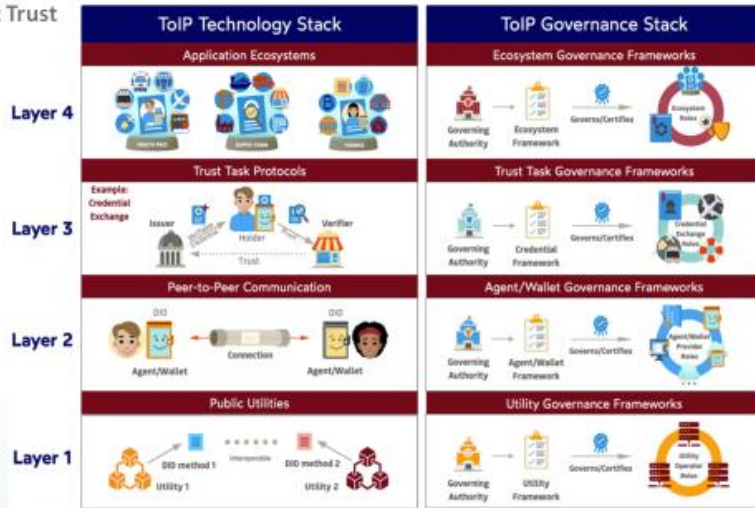 Trust
ToIP Technology Stack
ToIP Governance Stack
Layer 4
Application Ecosystems
Ecosystem Governance Frameworks
Governing
Authority
Ecosystem
Framework
Governs/Certifies
Ecosystem
Roles
Layer 3
Trust Task Protocols
Example:
Credential
Exchange
Issuer
Holder
Verifier
Trust
Trust Task Governance Frameworks
Governing
Authority
Credential
Framework
Governs/Certifies
Credential
Exchange
Roles
Layer 2
Peer-to-Peer Communication
DID
DID
Connection
Agent/Wallet
Agent/Wallet
Agent/Wallet Governance Frameworks
Governing
Authority
Agent/Wallet
Framework
Governs/Certifies
Agent/Wallet
Provider
Roles
Layer 1
Public Utilities
DID method 1
Interoperable
DID method 2
Utility 1
Utility 2
Utility Governance Frameworks
Governing
Authority
Utility
Framework
Governs/Certifies
Utility
Operator
Roles